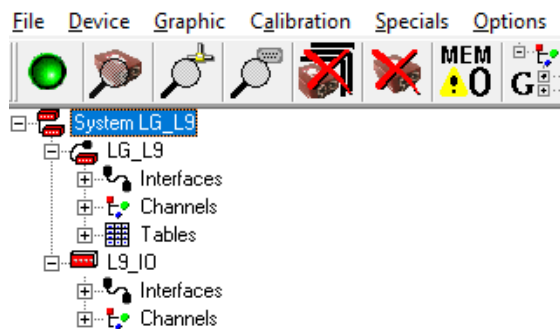 File Device Graphic Calibration Specials Options
MEM
0 G
System LG_L9
LG_L9
Interfaces
Channels
Tables
L9_IO
Interfaces
Channels